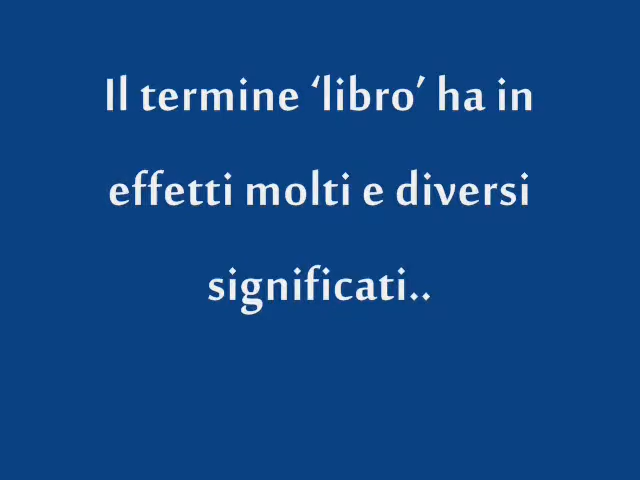 Il termine ‘libro’ ha in
effetti molti e diversi
significati..